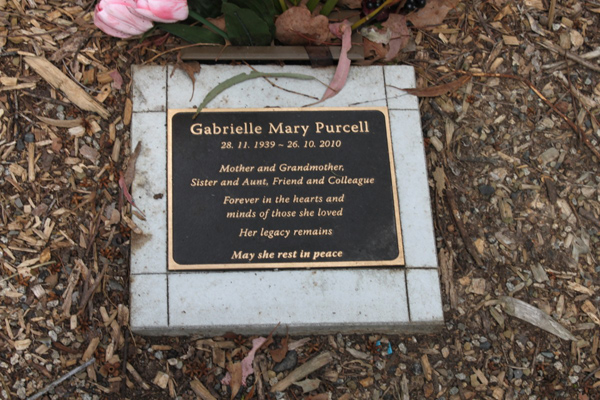 Gabrielle Mary Purcell
28. 11. 1939 ~ 26. 10. 2010
Mother and Grandmother,
Sister and Aunt, Friend and Colleague
Forever in the hearts and
minds of those she loved
Her legacy remains
May she rest in peace